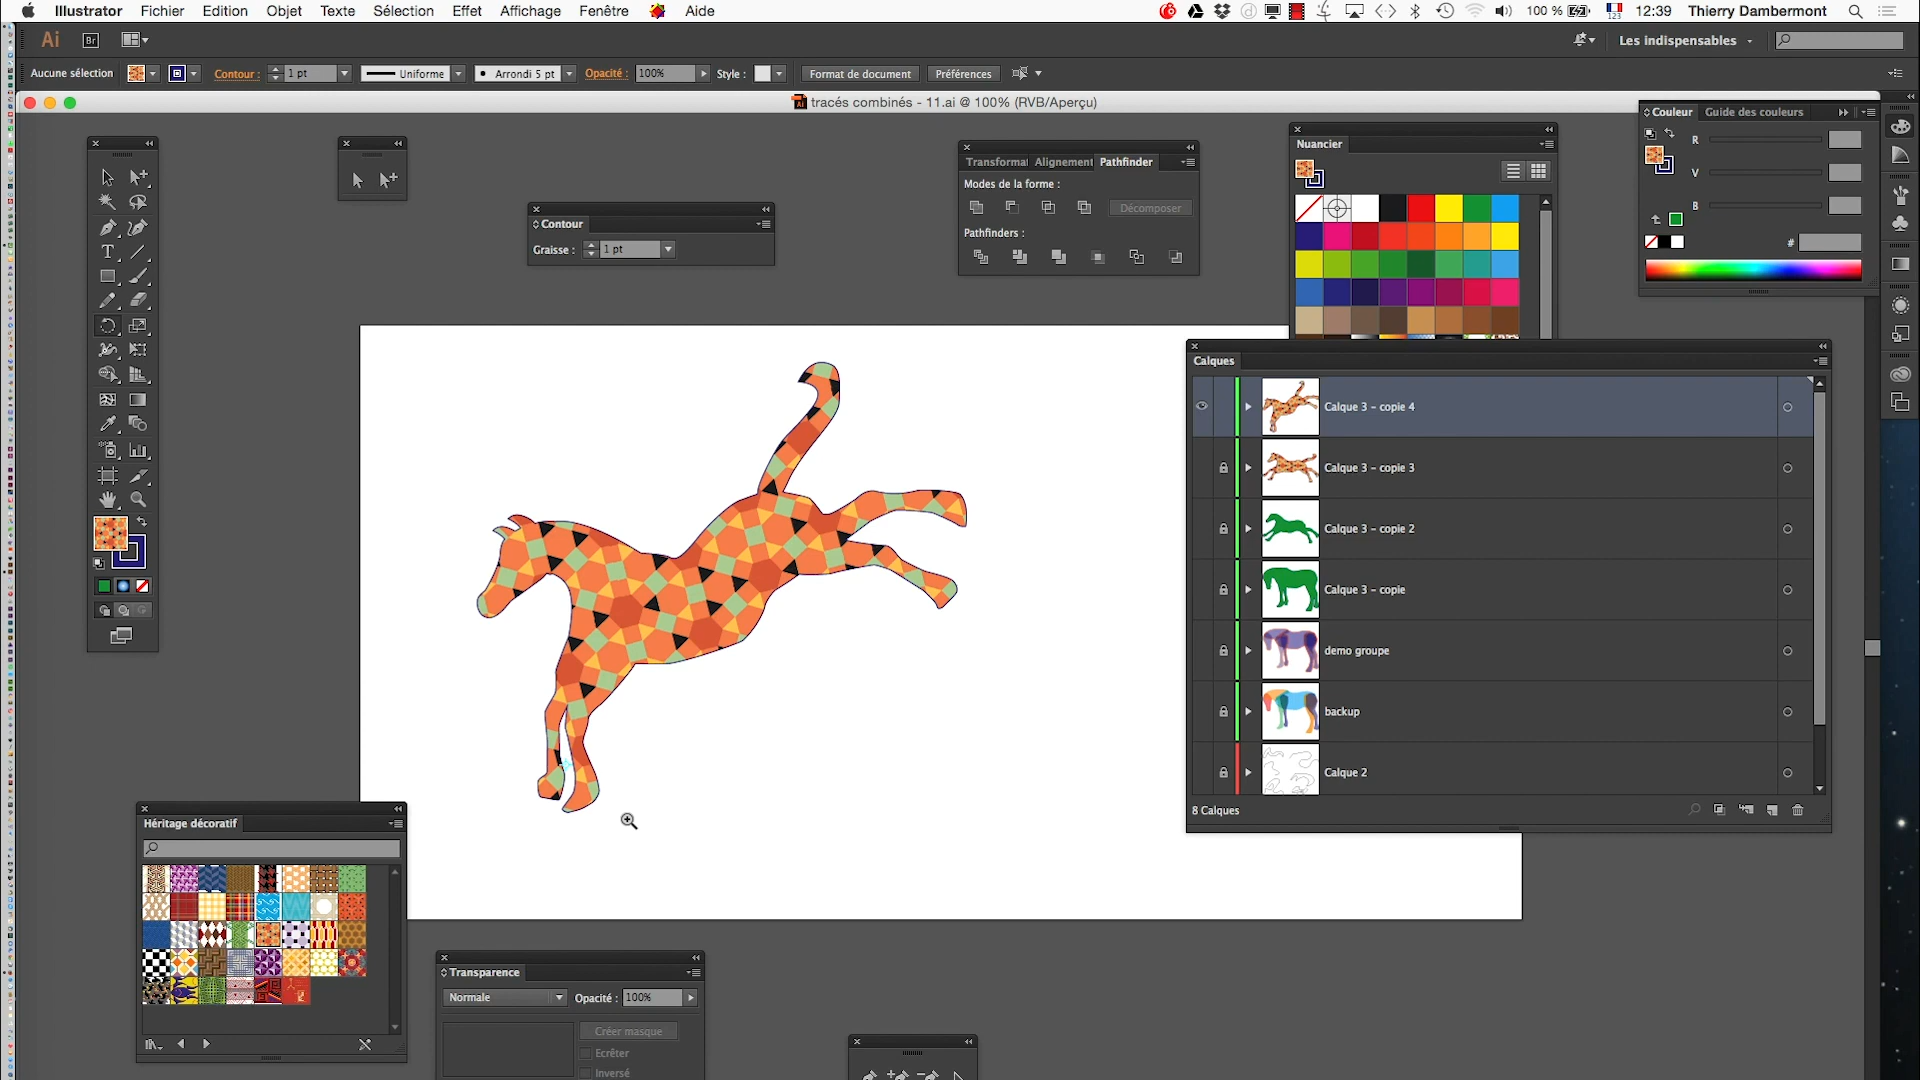 Illustrator Fichier Edition Objet Texte Sélection Effet Affichage Fenêtre Aide
100 % 12:39 Thierry Dambermont
Ai Br
Les indispensables
Aucune sélection Contour : 1 pt Uniforme Arrondi 5 pt Opacité : 100% Style : Format de document Préférences
tracés combinés - 11.ai @ 100% (RVB/Aperçu)
Couleur Guide des couleurs
R
V
B
#
Nuancier
Transformat Alignement Pathfinder
Modes de la forme :
Décomposer
Pathfinders :
Contour
Graisse : 1 pt
Calques
Calque 3 - copie 4
Calque 3 - copie 3
Calque 3 - copie 2
Calque 3 - copie
demo groupe
backup
Calque 2
8 Calques
Héritage décoratif
Transparence
Normale Opacité : 100%
Créer masque
Ecrêter
Inversé